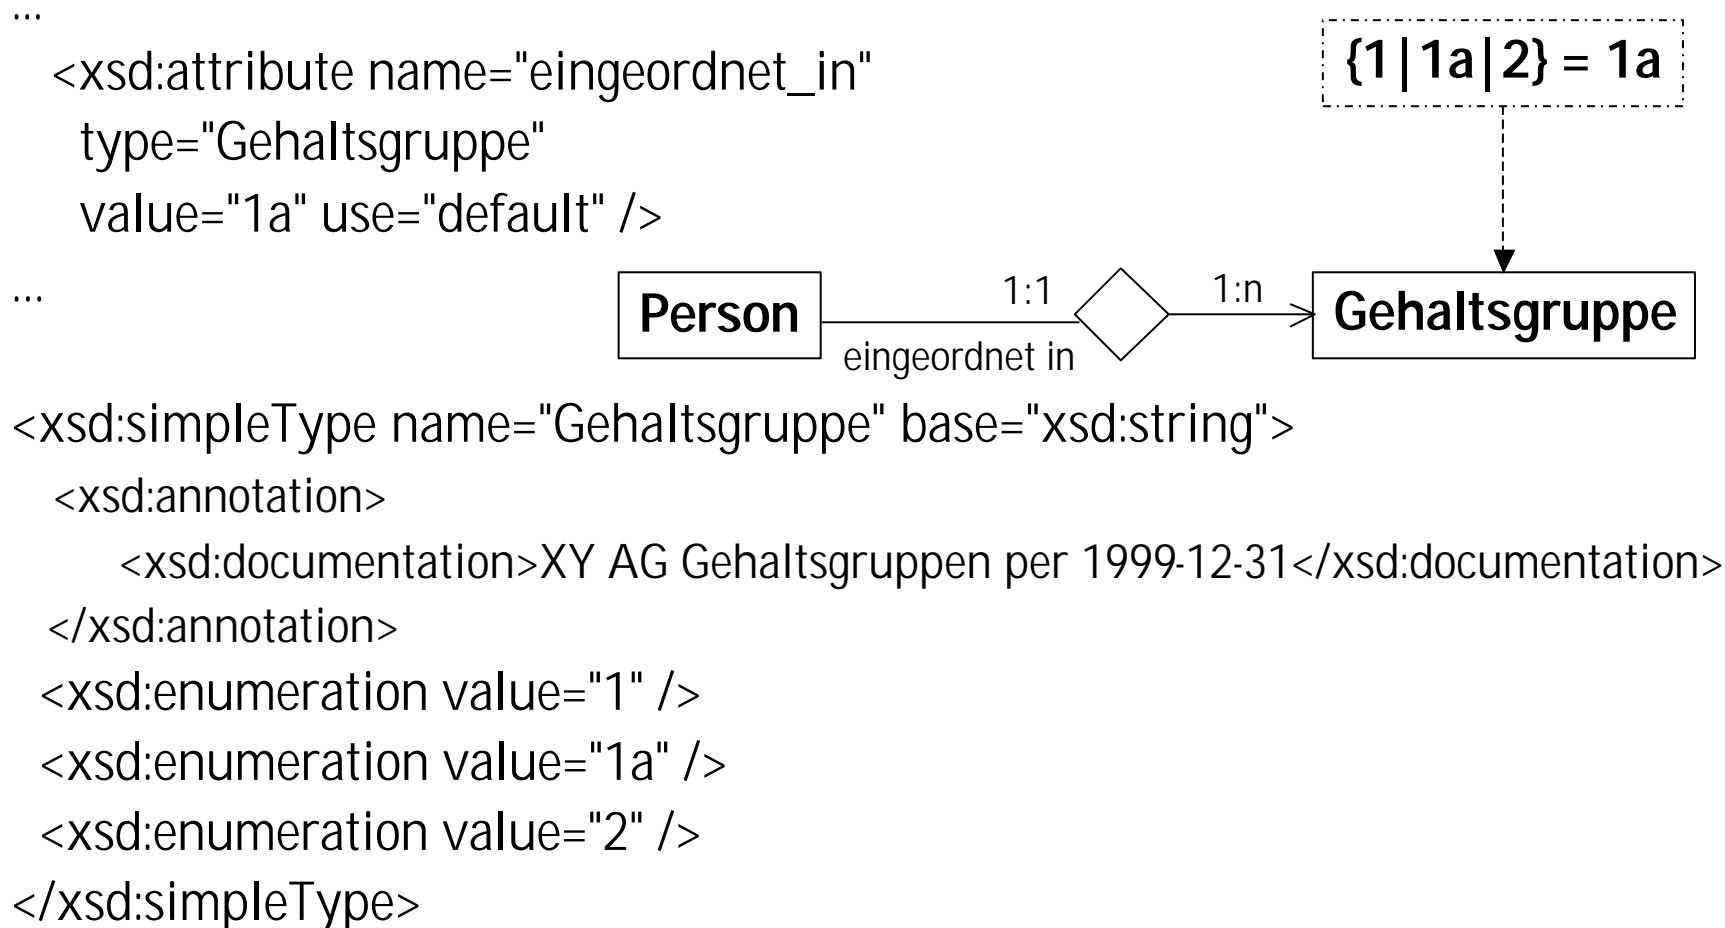 ...
<xsd:attribute name="eingeordnet_in"
type="Gehaltsgruppe"
value="1a" use="default" />
{1|1a|2} = 1a
...
Person
1:1
1:n
Gehaltsgruppe
eingeordnet in
<xsd:simpleType name="Gehaltsgruppe" base="xsd:string">
<xsd:annotation>
<xsd:documentation>XY AG Gehaltsgruppen per 1999-12-31</xsd:documentation>
</xsd:annotation>
<xsd:enumeration value="1" />
<xsd:enumeration value="1a" />
<xsd:enumeration value="2" />
</xsd:simpleType>